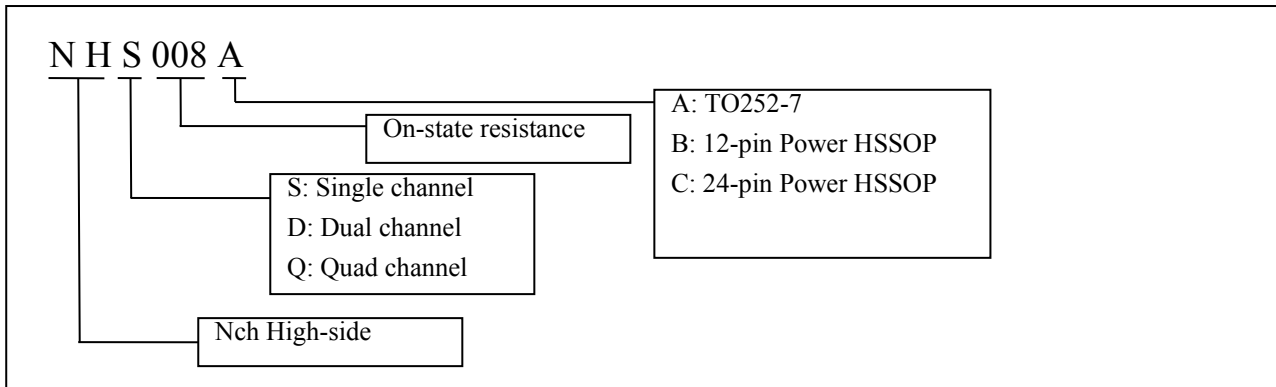 N H S 008 A
A: TO252-7
B: 12-pin Power HSSOP
C: 24-pin Power HSSOP
On-state resistance
S: Single channel
D: Dual channel
Q: Quad channel
Nch High-side